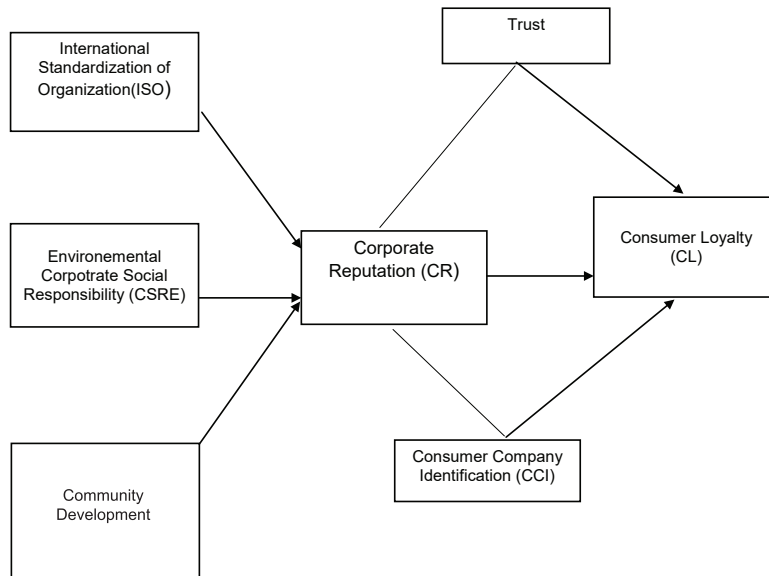 International
Standardization of
Organization(ISO)
Trust
Environemental
Corpotrate Social
Responsibility (CSRE)
Corporate
Reputation (CR)
Consumer Loyalty
(CL)
Consumer Company
Identification (CCI)
Community
Development